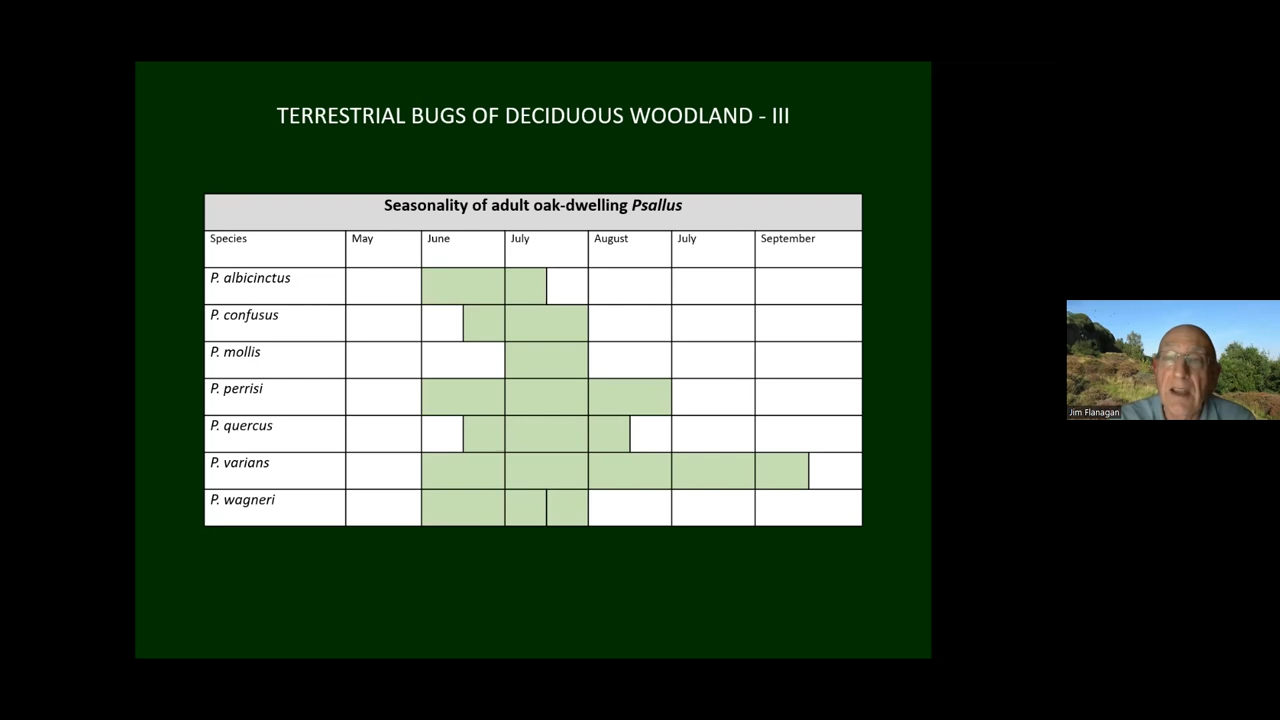 TERRESTRIAL BUGS OF DECIDUOUS WOODLAND - III
Seasonality of adult oak-dwelling Psallus
Species May June July August July September
P. albicinctus
P. confusus
P. mollis
P. perrisi
P. quercus
P. varians
P. wagneri
Jim Flanagan